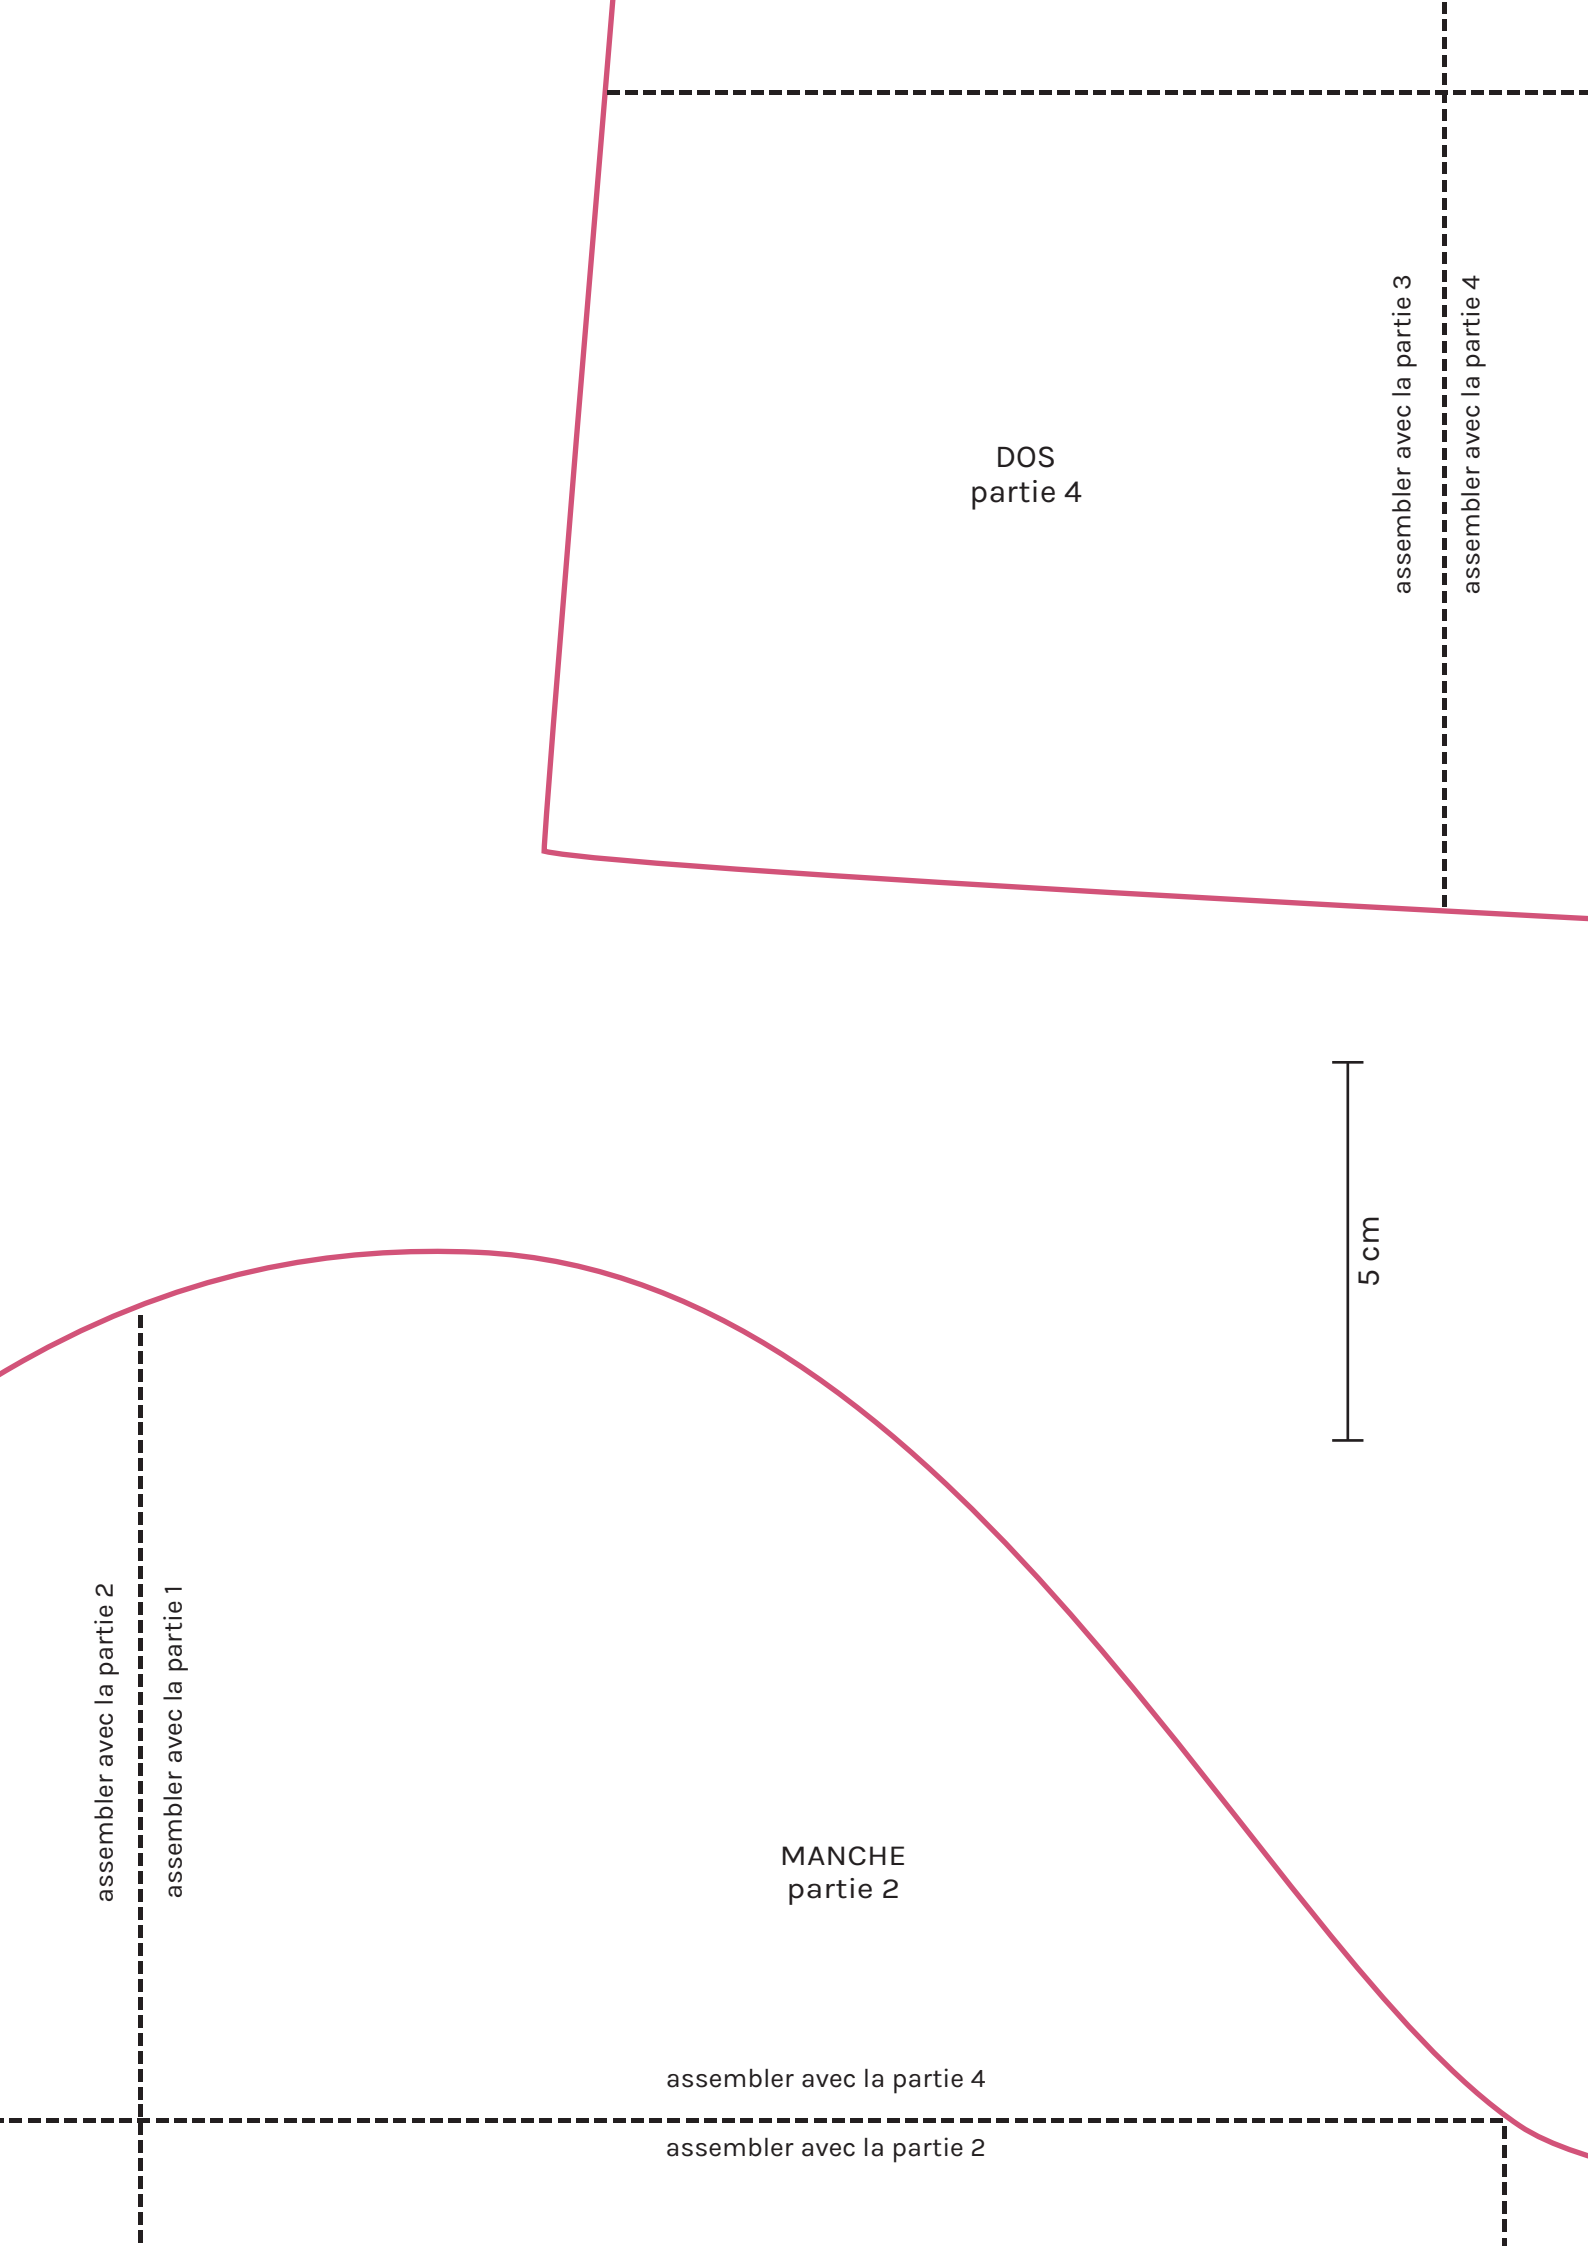 DOS
partie 4
assembler avec la partie 3
assembler avec la partie 4
5 cm
assembler avec la partie 2
assembler avec la partie 1
MANCHE
partie 2
assembler avec la partie 4
assembler avec la partie 2